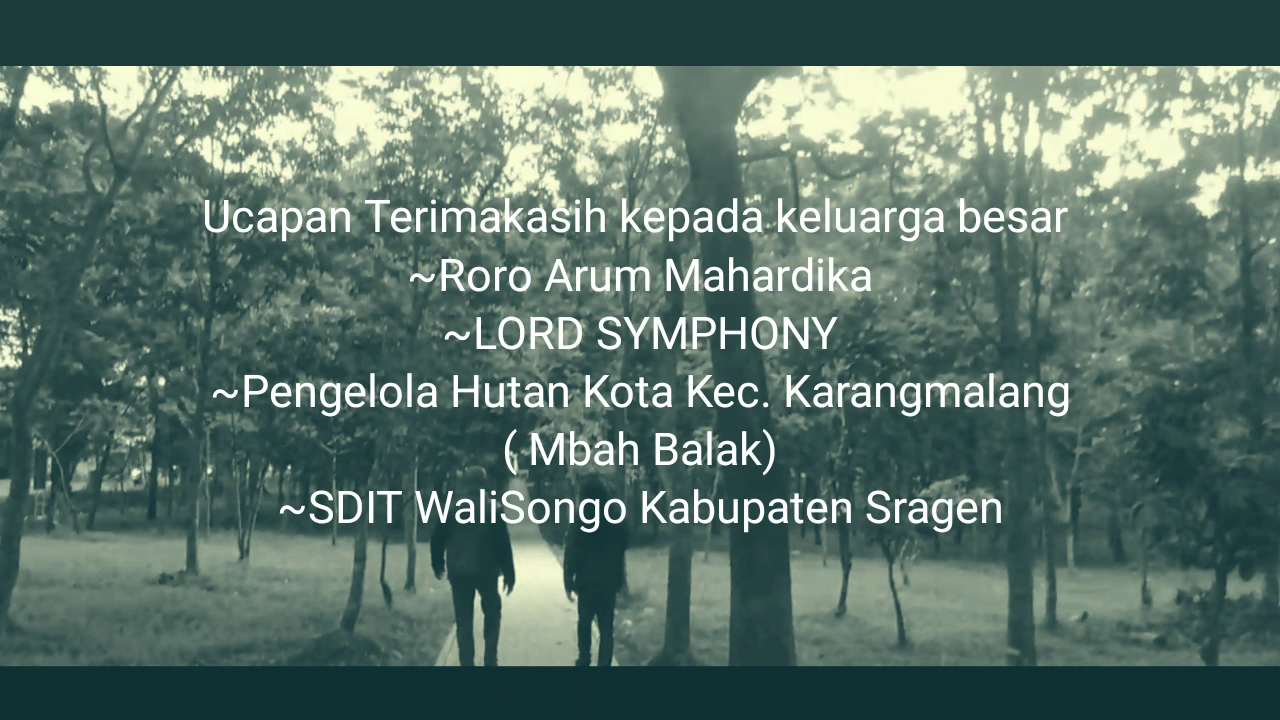 Ucapan Terimakasih kepada keluarga besar
~Roro Arum Mahardika
~LORD SYMPHONY
~Pengelola Hutan Kota Kec. Karangmalang
( Mbah Balak)
~SDIT WaliSongo Kabupaten Sragen